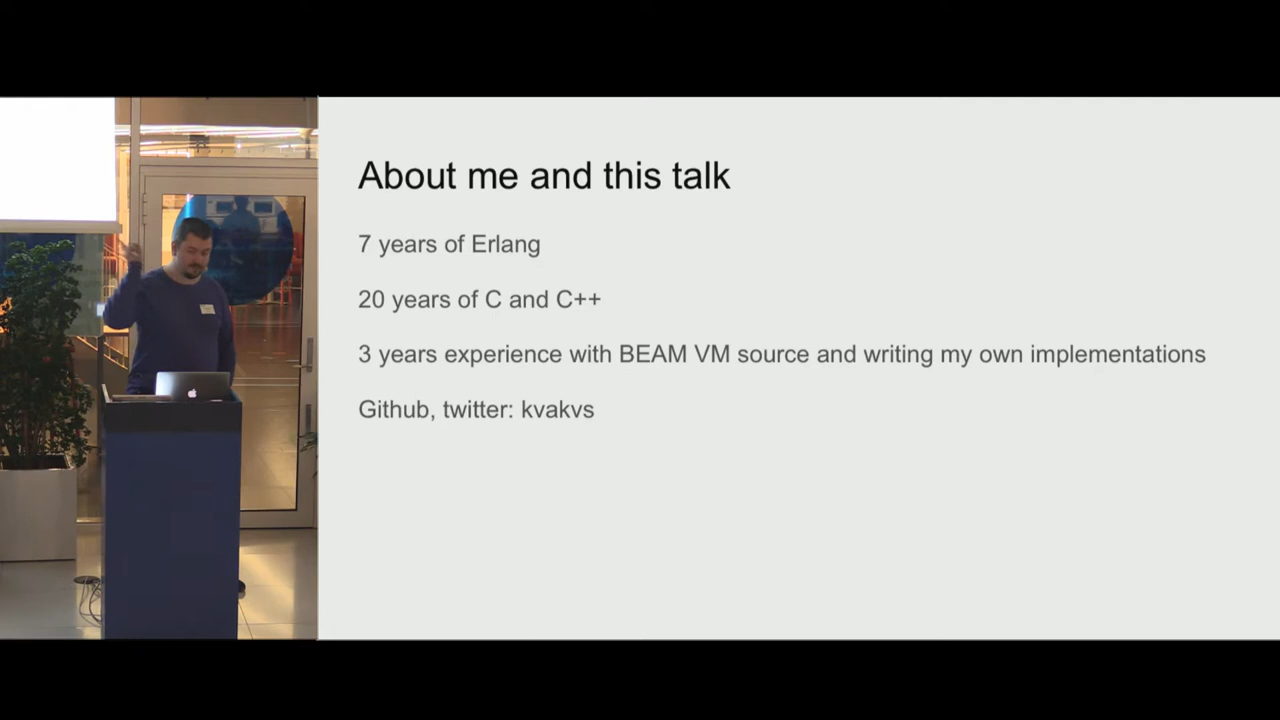 About me and this talk
7 years of Erlang
20 years of C and C++
3 years experience with BEAM VM source and writing my own implementations
Github, twitter: kvakvs